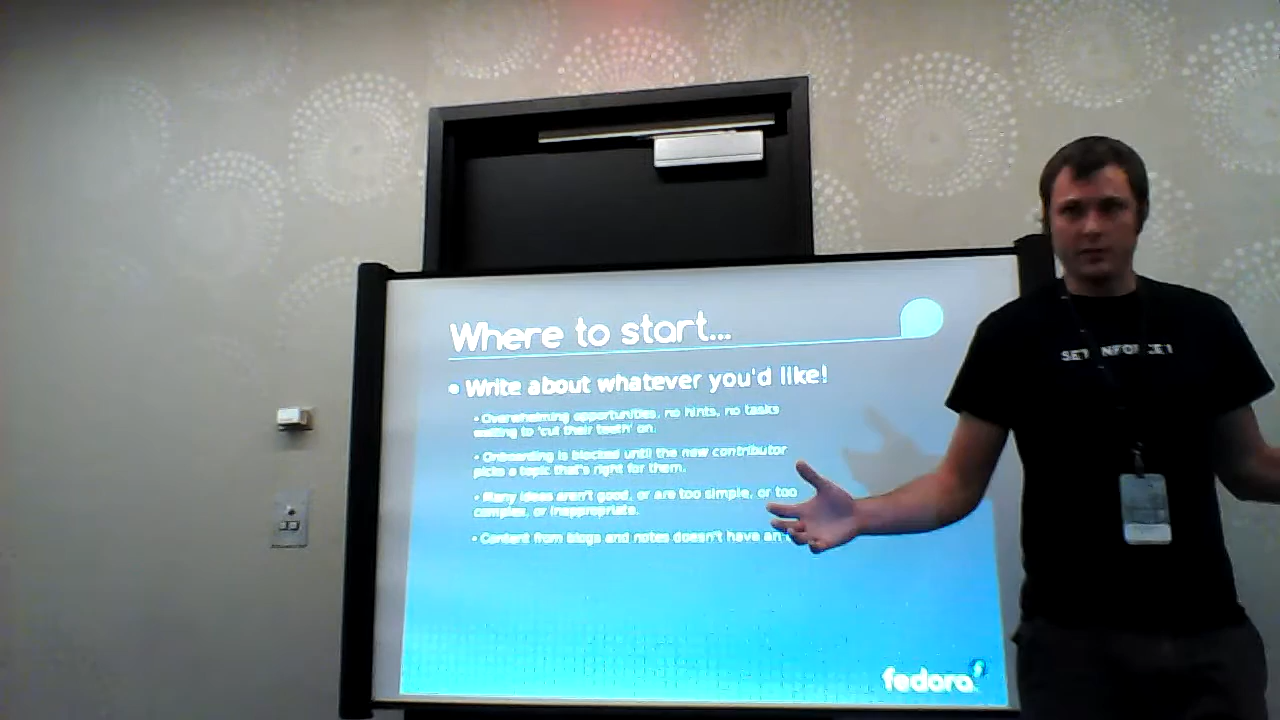 Where to start...
• Write about whatever you'd like!
• Overwhelming opportunities, no hints, no tasks
waiting to 'cut their teeth' on.
• Onboarding is blocked until the new contributor
picks a topic that's right for them.
• Many ideas aren't good, or are too simple, or too
complex, or inappropriate.
• Content from blogs and notes doesn't have an
fedora
SETENFORCE 1